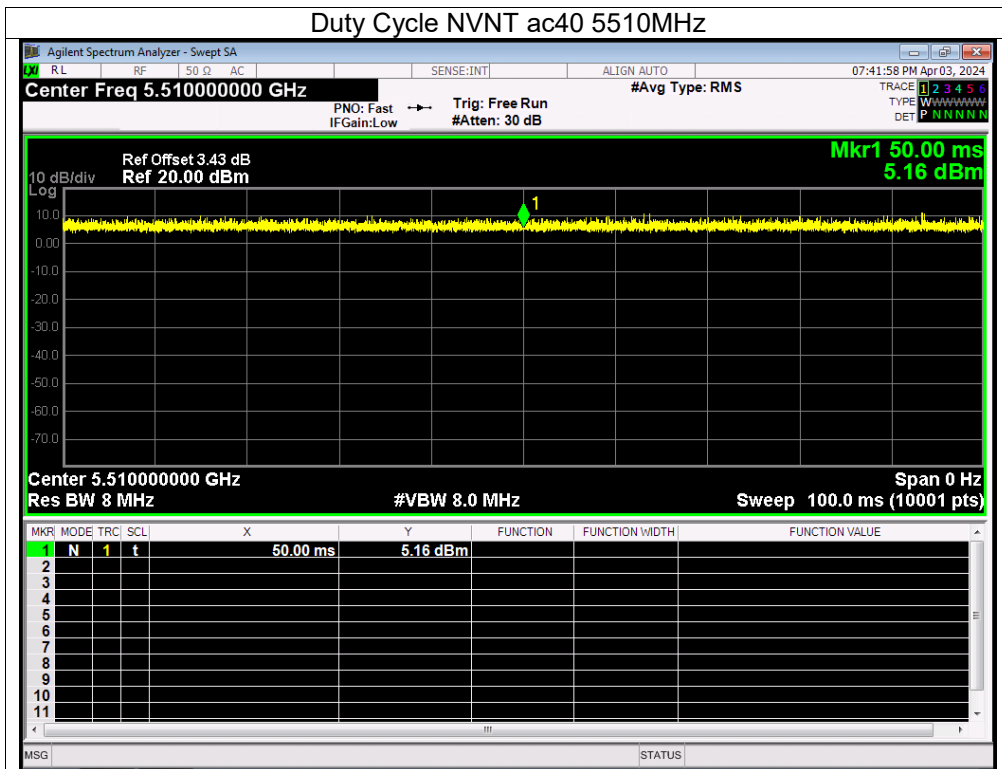 Duty Cycle NVNT ac40 5510MHz
Agilent Spectrum Analyzer - Swept SA
LXI RL RF 50 Ω AC SENSE:INT ALIGN AUTO 07:41:58 PM Apr 03, 2024
Center Freq 5.510000000 GHz #Avg Type: RMS TRACE 1 2 3 4 5 6
PNO: Fast Trig: Free Run TYPE WWWWWWW
IFGain:Low #Atten: 30 dB DET P N N N N N
Mkr1 50.00 ms
Ref Offset 3.43 dB
10 dB/div Ref 20.00 dBm 5.16 dBm
Log
1
10.0
0.00
-10.0
-20.0
-30.0
-40.0
-50.0
-60.0
-70.0
Center 5.510000000 GHz Span 0 Hz
Res BW 8 MHz #VBW 8.0 MHz Sweep 100.0 ms (10001 pts)
MKR MODE TRC SCL X Y FUNCTION FUNCTION WIDTH FUNCTION VALUE
1 N 1 t 50.00 ms 5.16 dBm
2
3
4
5
6
7
8
9
10
11
MSG STATUS